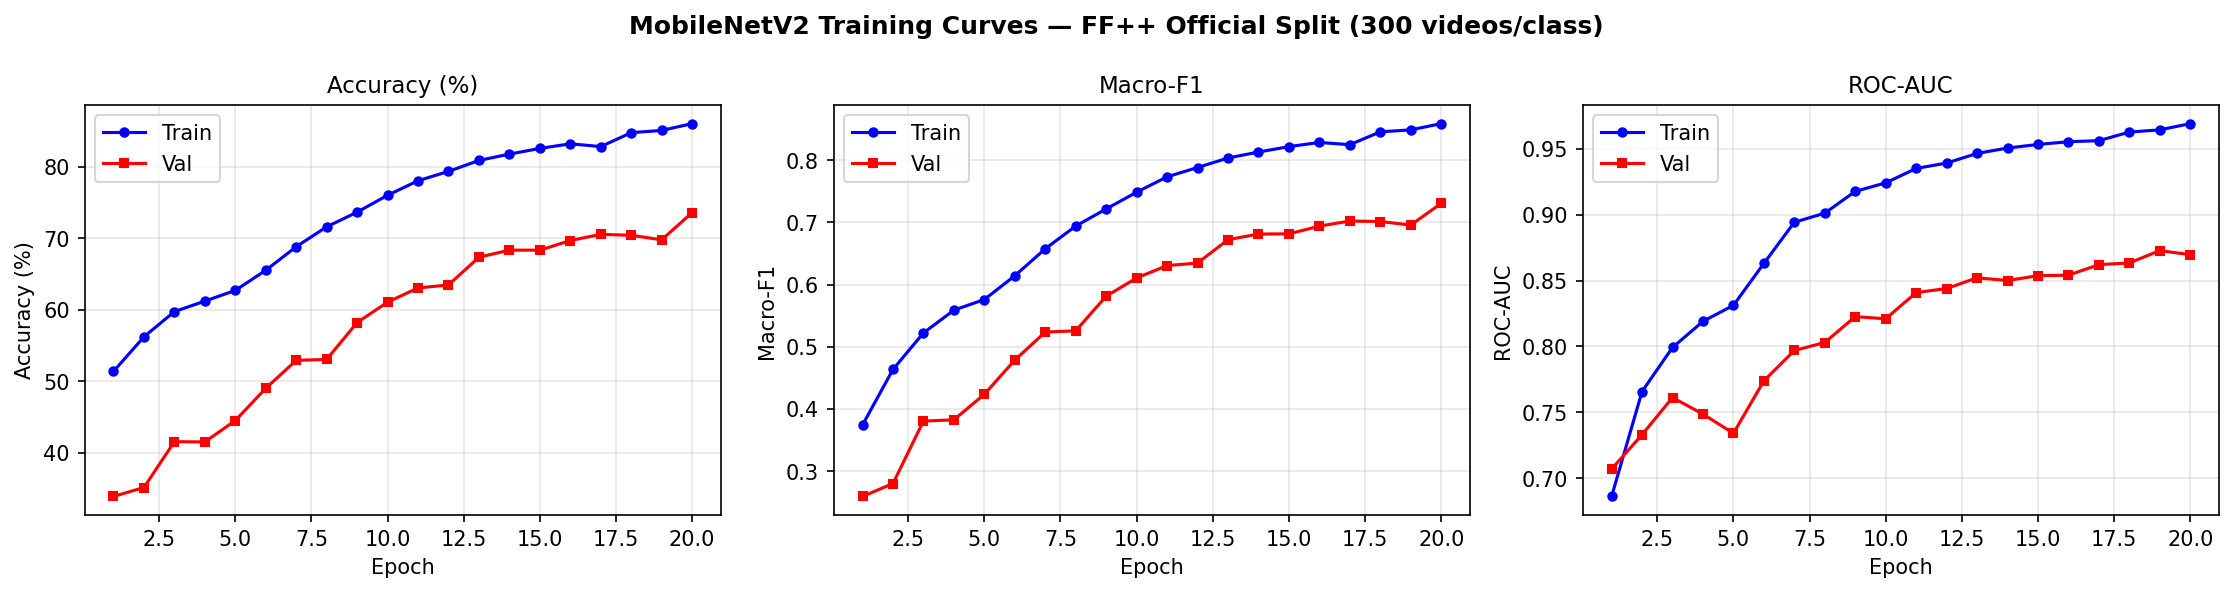 MobileNetV2 Training Curves — FF++ Official Split (300 videos/class)
Accuracy (%)
Train
Val
Accuracy (%)
80
70
60
50
40
2.5 5.0 7.5 10.0 12.5 15.0 17.5 20.0
Epoch
Macro-F1
Train
Val
Macro-F1
0.8
0.7
0.6
0.5
0.4
0.3
2.5 5.0 7.5 10.0 12.5 15.0 17.5 20.0
Epoch
ROC-AUC
Train
Val
ROC-AUC
0.95
0.90
0.85
0.80
0.75
0.70
2.5 5.0 7.5 10.0 12.5 15.0 17.5 20.0
Epoch